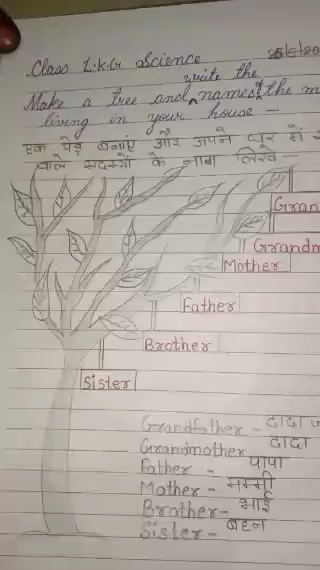 Class L.k.G Science
write the
Make a tree and names the
living in your house —
एक पेड़ बनाएं और अपने घर में
वाले सदस्यों के नाम लिखे —
Gran
Grandm
Mother
Father
Brother
Sister
Grandfather - दादा
Grandmother दादा
Father - पापा
Mother - मम्मी
Brother - भाई
Sister - बहन